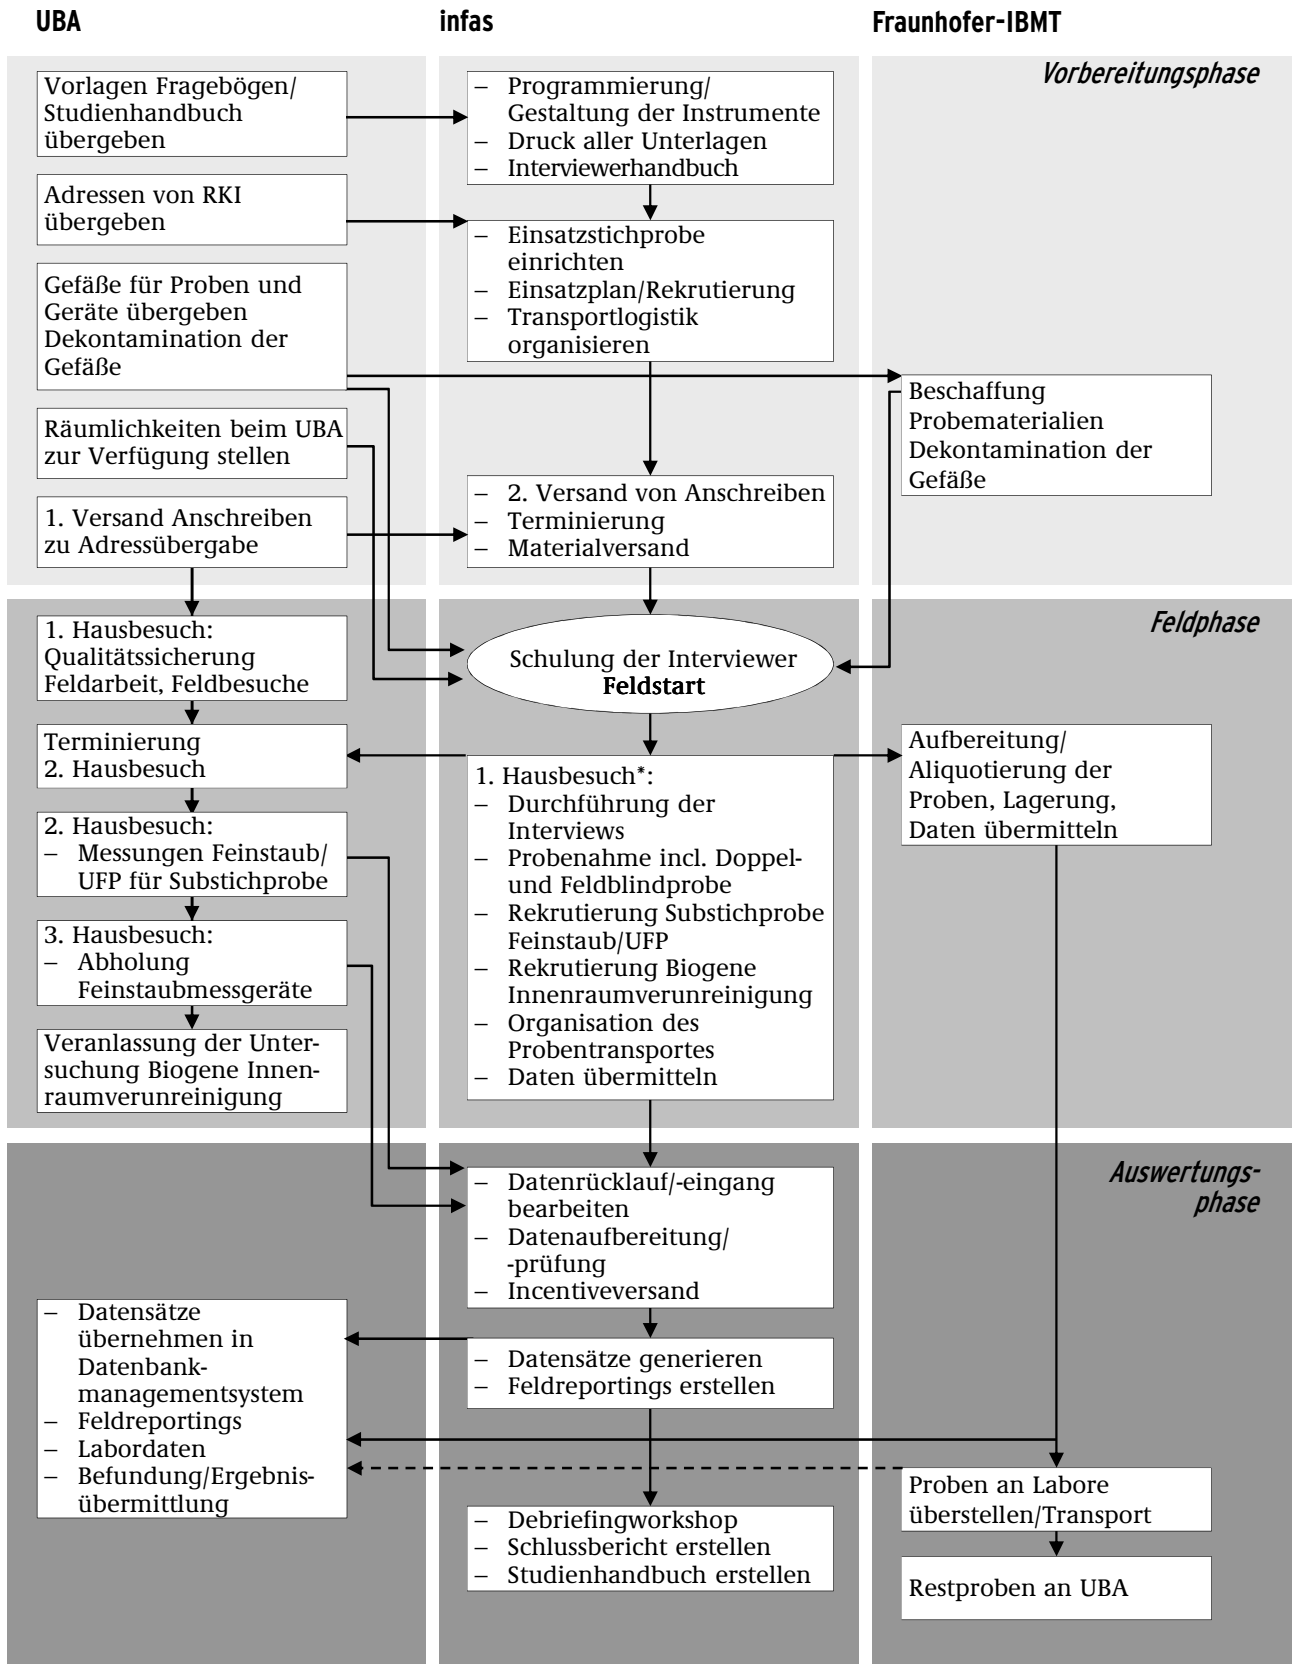 UBA
infas
Fraunhofer-IBMT
Vorbereitungsphase
Vorlagen Fragebögen/
Studienhandbuch
übergeben
Adressen von RKI
übergeben
Gefäße für Proben und
Geräte übergeben
Dekontamination der
Gefäße
Räumlichkeiten beim UBA
zur Verfügung stellen
1. Versand Anschreiben
zu Adressübergabe
– Programmierung/
Gestaltung der Instrumente
– Druck aller Unterlagen
– Interviewerhandbuch
– Einsatzstichprobe
einrichten
– Einsatzplan/Rekrutierung
– Transportlogistik
organisieren
– 2. Versand von Anschreiben
– Terminierung
– Materialversand
Beschaffung
Probematerialien
Dekontamination der
Gefäße
Feldphase
1. Hausbesuch:
Qualitätssicherung
Feldarbeit, Feldbesuche
Terminierung
2. Hausbesuch
2. Hausbesuch:
– Messungen Feinstaub/
UFP für Substichprobe
3. Hausbesuch:
– Abholung
Feinstaubmessgeräte
Veranlassung der Unter-
suchung Biogene Innen-
raumverunreinigung
Schulung der Interviewer
Feldstart
1. Hausbesuch*:
– Durchführung der
Interviews
– Probenahme incl. Doppel-
und Feldblindprobe
– Rekrutierung Substichprobe
Feinstaub/UFP
– Rekrutierung Biogene
Innenraumverunreinigung
– Organisation des
Probentransportes
– Daten übermitteln
Aufbereitung/
Aliquotierung der
Proben, Lagerung,
Daten übermitteln
Auswertungs-
phase
– Datensätze
übernehmen in
Datenbank-
managementsystem
– Feldreportings
– Labordaten
– Befundung/Ergebnis-
übermittlung
– Datenrücklauf/-eingang
bearbeiten
– Datenaufbereitung/
-prüfung
– Incentiveversand
– Datensätze generieren
– Feldreportings erstellen
– Debriefingworkshop
– Schlussbericht erstellen
– Studienhandbuch erstellen
Proben an Labore
überstellen/Transport
Restproben an UBA